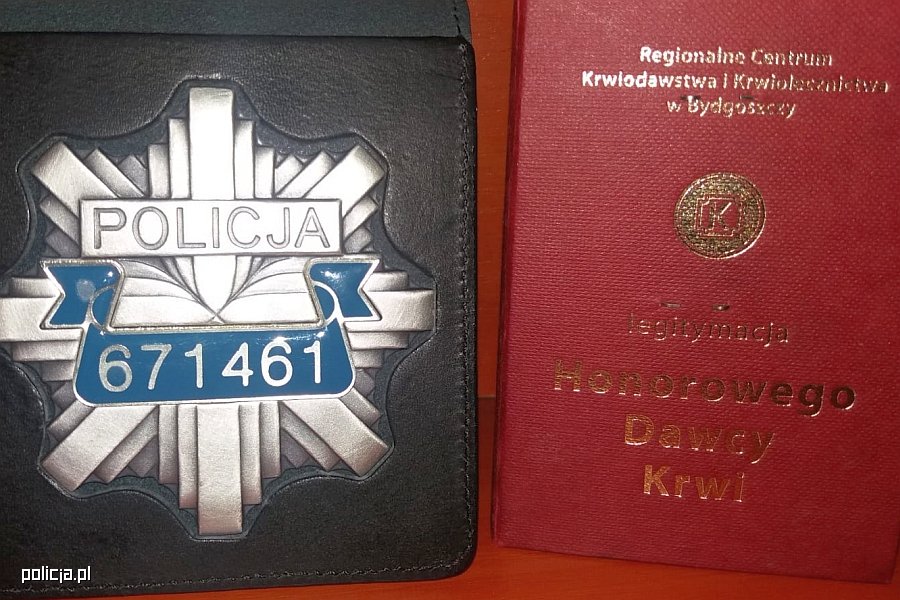 POLICJA
671461
Regionalne Centrum
Krwiodawstwa i Krwiolecznictwa
w Bydgoszczy
K
legitymacja
Honorowego
Dawcy
Krwi
policja.pl